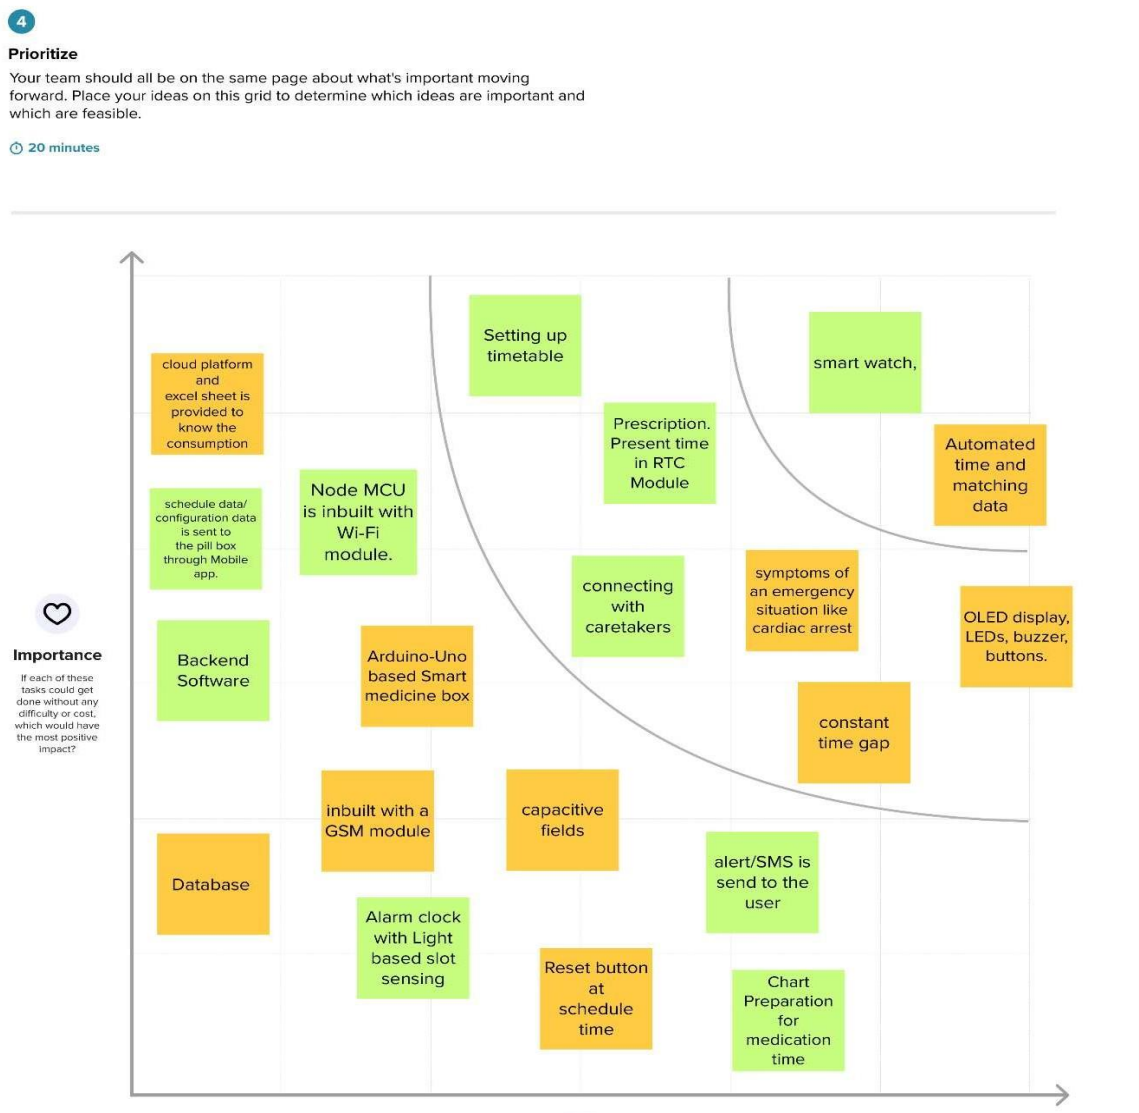 4
Prioritize
Your team should all be on the same page about what's important moving
forward. Place your ideas on this grid to determine which ideas are important and
which are feasible.
20 minutes
Setting up
timetable
smart watch,
cloud platform
and
excel sheet is
provided to
know the
consumption
Prescription.
Present time
in RTC
Module
Automated
time and
matching
data
Node MCU
is inbuilt with
Wi-Fi
module.
schedule data/
configuration data
is sent to
the pill box
through Mobile
app.
connecting
with
caretakers
symptoms of
an emergency
situation like
cardiac arrest
OLED display,
LEDs, buzzer,
buttons.
Importance
If each of these
tasks could get
done without any
difficulty or cost,
which would have
the most positive
impact?
Backend
Software
Arduino-Uno
based Smart
medicine box
constant
time gap
inbuilt with a
GSM module
capacitive
fields
Database
alert/SMS is
send to the
user
Alarm clock
with Light
based slot
sensing
Reset button
at
schedule
time
Chart
Preparation
for
medication
time